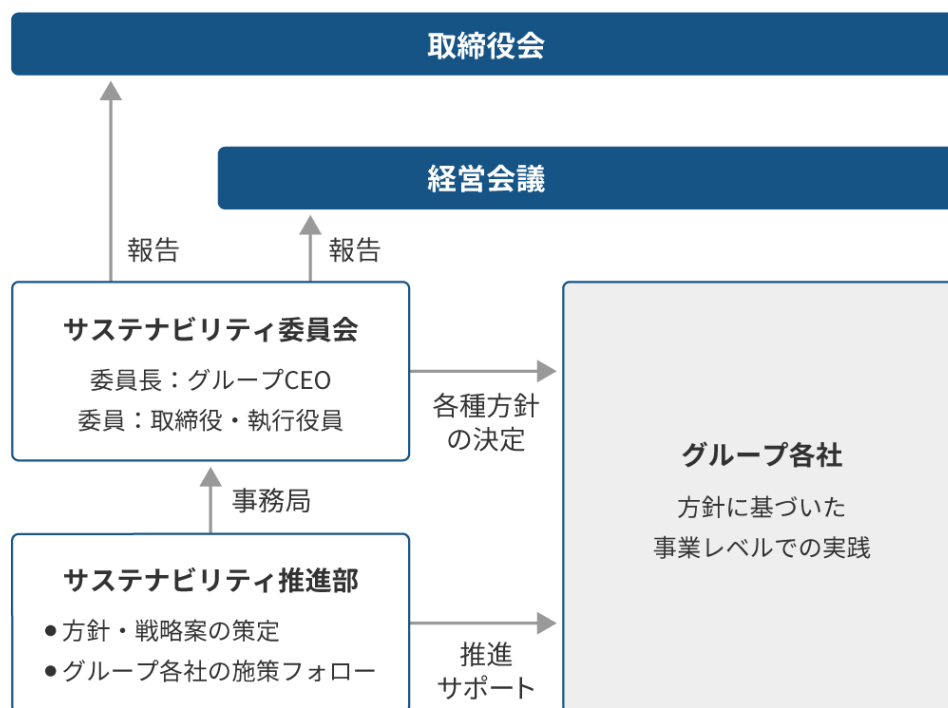 取締役会
経営会議
報告
報告
サステナビリティ委員会
委員長：グループCEO
委員：取締役・執行役員
各種方針
の決定
グループ各社
方針に基づいた
事業レベルでの実践
事務局
サステナビリティ推進部
●方針・戦略案の策定
●グループ各社の施策フォロー
推進
サポート